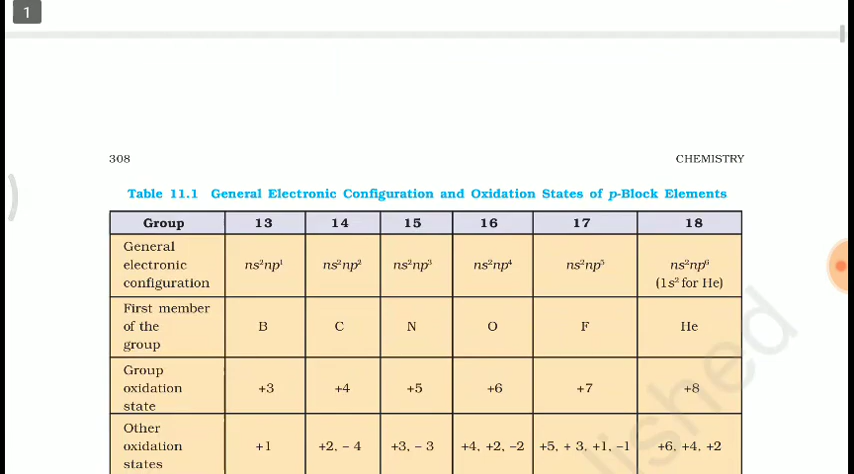 1
308
CHEMISTRY
Table 11.1 General Electronic Configuration and Oxidation States of p-Block Elements
Group 13 14 15 16 17 18
General
electronic ns²np¹ ns²np² ns²np³ ns²np⁴ ns²np⁵ ns²np⁶
configuration (1s² for He)
First member
of the B C N O F He
group
Group
oxidation +3 +4 +5 +6 +7 +8
state
Other
oxidation +1 +2, – 4 +3, – 3 +4, +2, –2 +5, + 3, +1, –1 +6, +4, +2
states